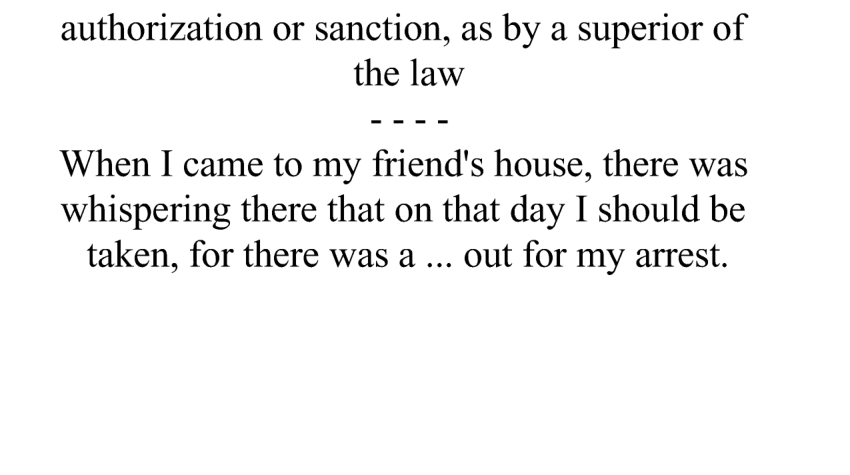 authorization or sanction, as by a superior of
the law
- - - -
When I came to my friend's house, there was
whispering there that on that day I should be
taken, for there was a ... out for my arrest.